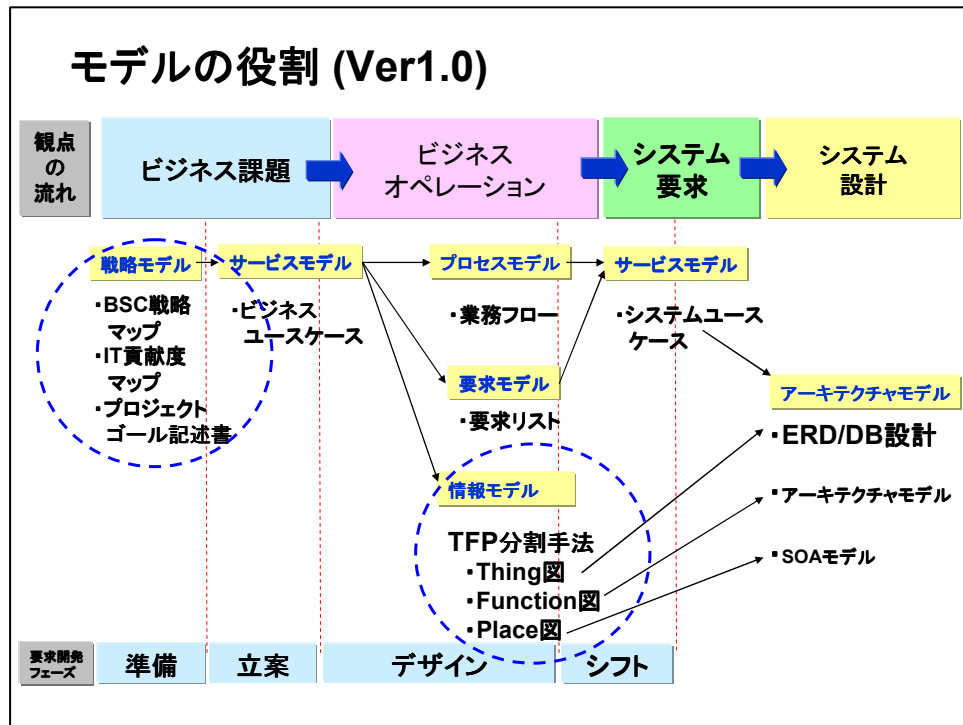 モデルの役割 (Ver1.0)
観点
の
流れ
ビジネス課題
ビジネス
オペレーション
システム
要求
システム
設計
戦略モデル
・BSC戦略
マップ
・IT貢献度
マップ
・プロジェクト
ゴール記述書
サービスモデル
・ビジネス
ユースケース
プロセスモデル
・業務フロー
要求モデル
・要求リスト
情報モデル
TFP分割手法
・Thing図
・Function図
・Place図
サービスモデル
・システムユース
ケース
アーキテクチャモデル
・ERD/DB設計
・アーキテクチャモデル
・SOAモデル
要求開発
フェーズ
準備
立案
デザイン
シフト